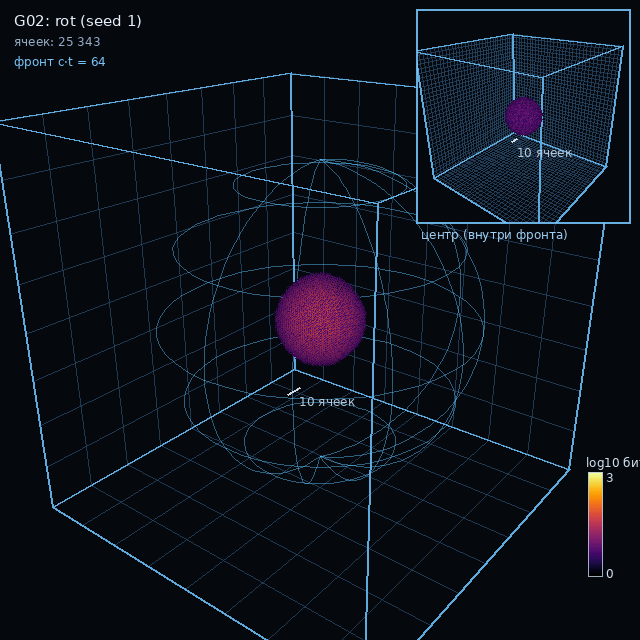 G02: rot (seed 1)
ячеек: 25 343
фронт c·t = 64
10 ячеек
центр (внутри фронта)
10 ячеек
log10 би
3
0